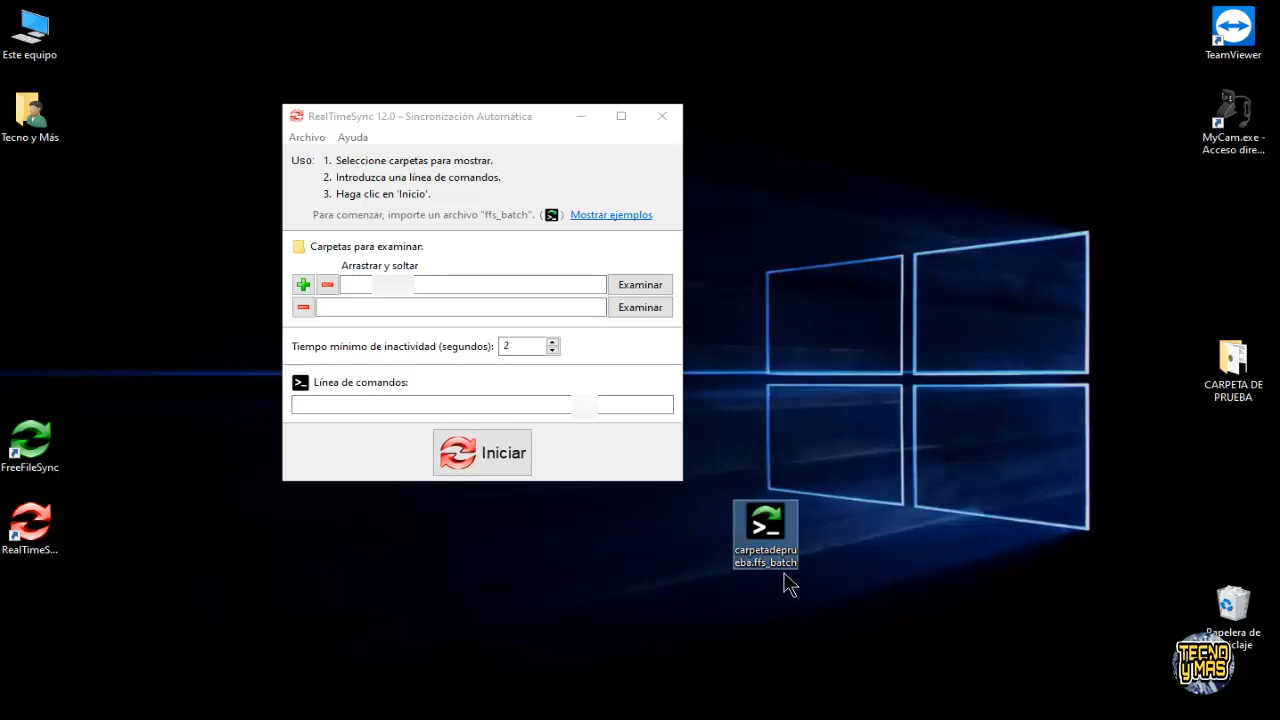 Este equipo
Tecno y Más
FreeFileSync
RealTimeS...
RealTimeSync 12.0 – Sincronización Automática
Archivo Ayuda
Uso: 1. Seleccione carpetas para mostrar.
2. Introduzca una línea de comandos.
3. Haga clic en 'Inicio'.
Para comenzar, importe un archivo "ffs_batch". ( ) Mostrar ejemplos
Carpetas para examinar:
Arrastrar y soltar
Examinar
Examinar
Tiempo mínimo de inactividad (segundos): 2
>_ Línea de comandos:
Iniciar
>_
carpetadepru
eba.ffs_batch
TeamViewer
MyCam.exe -
Acceso dire...
CARPETA DE
PRUEBA
Papelera de
claje
TECNO
Y MAS